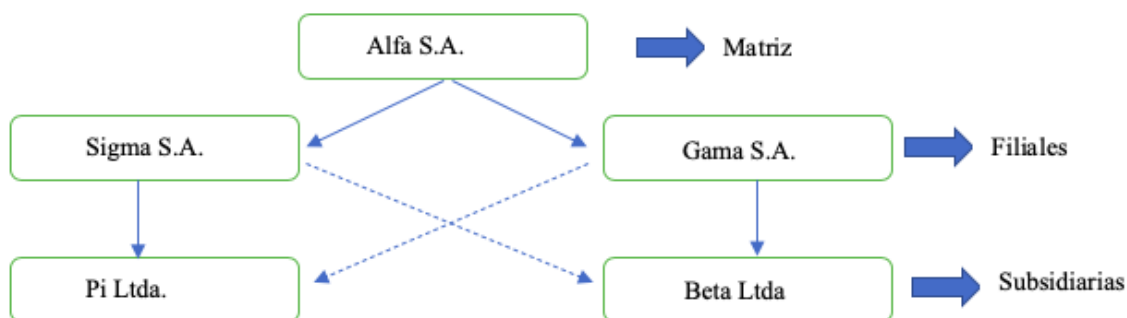 Alfa S.A.
Matriz
Sigma S.A.
Gama S.A.
Filiales
Pi Ltda.
Beta Ltda
Subsidiarias